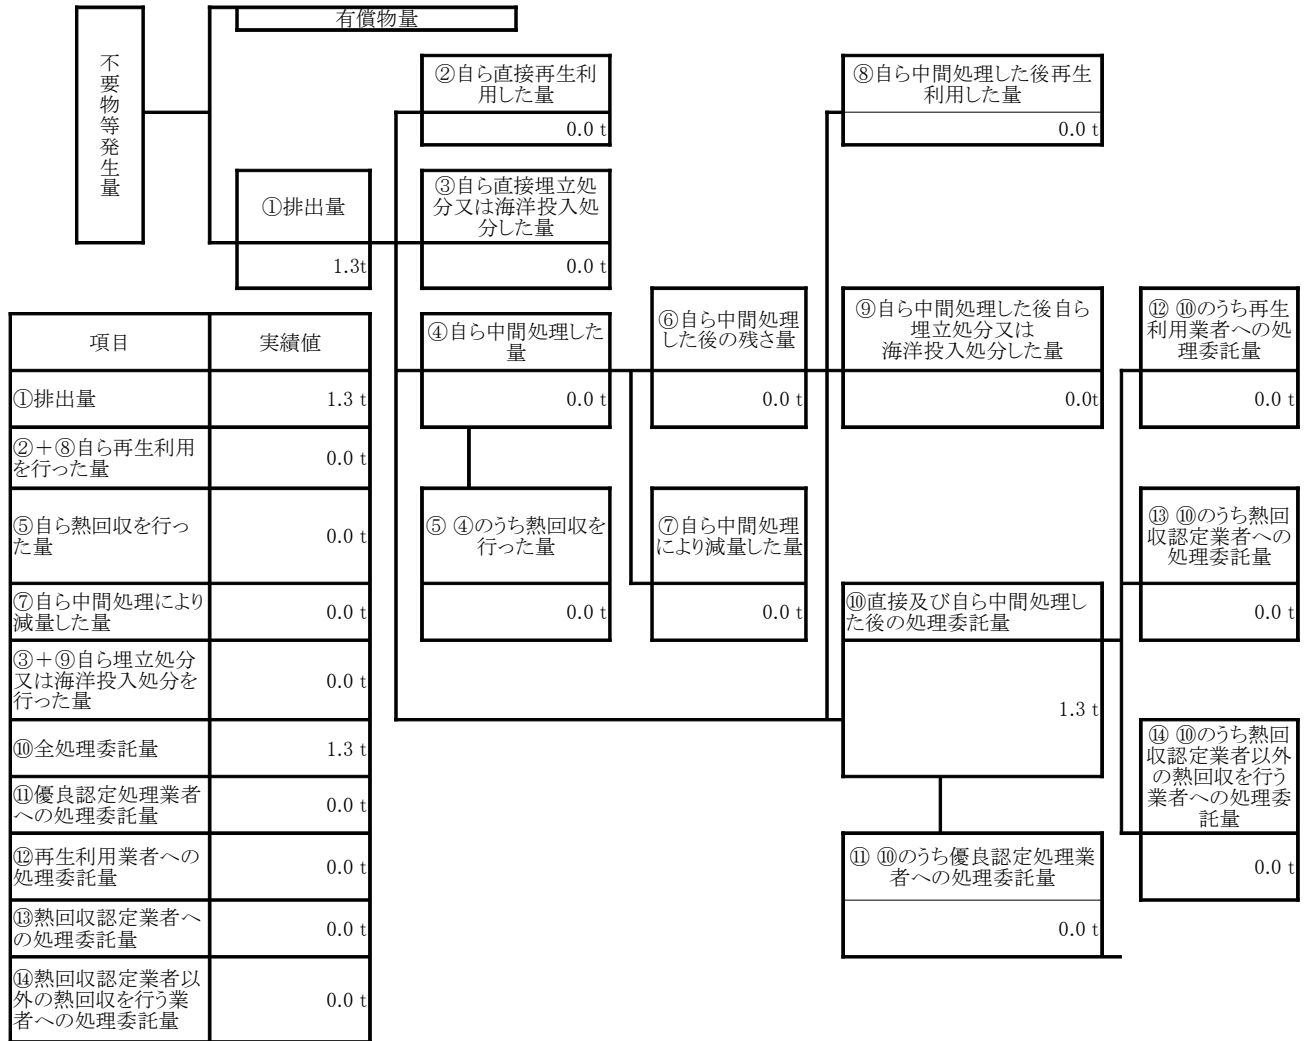 有償物量
不要物等発生量
②自ら直接再生利
用した量
0.0 t
⑧自ら中間処理した後再生
利用した量
0.0 t
①排出量
1.3t
③自ら直接埋立処
分又は海洋投入処
分した量
0.0 t
④自ら中間処理した
量
0.0 t
⑥自ら中間処理
した後の残さ量
0.0 t
⑨自ら中間処理した後自ら
埋立処分又は
海洋投入処分した量
0.0t
⑫ ⑩のうち再生
利用業者への処
理委託量
0.0 t
⑤ ④のうち熱回収を
行った量
0.0 t
⑦自ら中間処理
により減量した量
0.0 t
⑬ ⑩のうち熱回
収認定業者への
処理委託量
0.0 t
⑩直接及び自ら中間処理し
た後の処理委託量
1.3 t
⑭ ⑩のうち熱回
収認定業者以外
の熱回収を行う
業者への処理委
託量
0.0 t
⑪ ⑩のうち優良認定処理業
者への処理委託量
0.0 t
項目 実績値
①排出量 1.3 t
②＋⑧自ら再生利用
を行った量 0.0 t
⑤自ら熱回収を行っ
た量 0.0 t
⑦自ら中間処理により
減量した量 0.0 t
③＋⑨自ら埋立処分
又は海洋投入処分を
行った量 0.0 t
⑩全処理委託量 1.3 t
⑪優良認定処理業者
への処理委託量 0.0 t
⑫再生利用業者への
処理委託量 0.0 t
⑬熱回収認定業者へ
の処理委託量 0.0 t
⑭熱回収認定業者以
外の熱回収を行う業
者への処理委託量 0.0 t